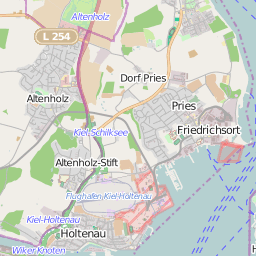 Altenholz
L 254
Dorf Pries
Altenholz
Pries
Friedrichsort
Kiel-Schilksee
Altenholz-Stift
Flughafen Kiel-Holtenau
Kiel-Holtenau
Holtenau
Wiker Knoten
H